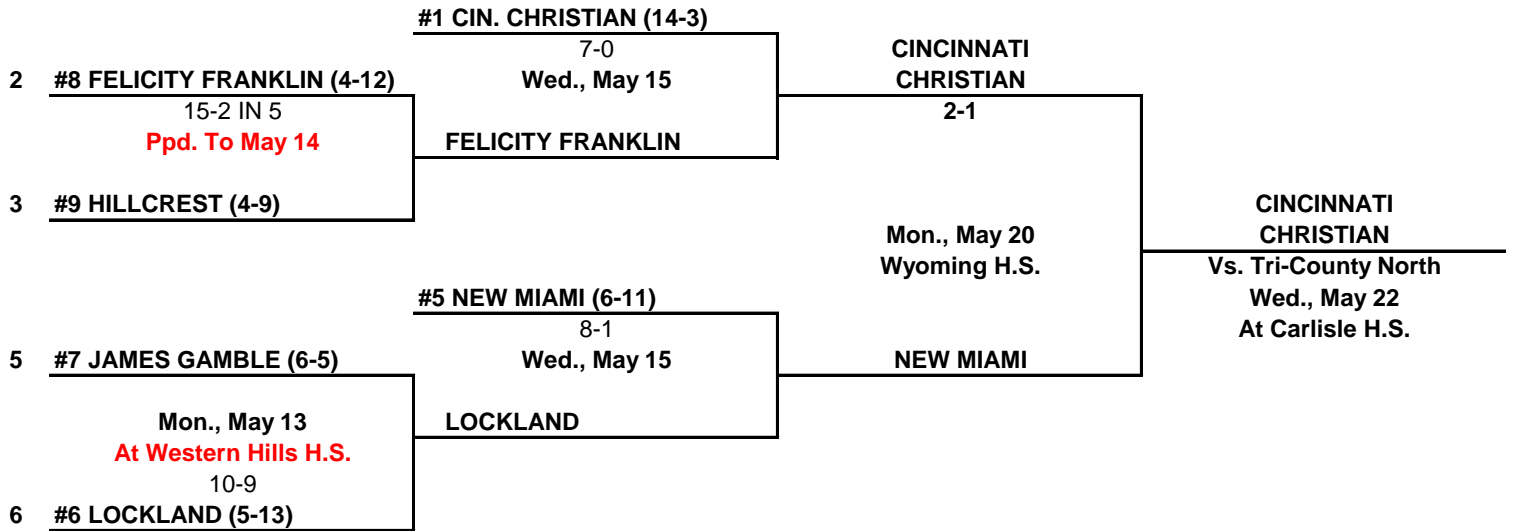 #1 CIN. CHRISTIAN (14-3)
7-0
CINCINNATI
2 #8 FELICITY FRANKLIN (4-12)
Wed., May 15
CHRISTIAN
15-2 IN 5
2-1
Ppd. To May 14
FELICITY FRANKLIN
3 #9 HILLCREST (4-9)
CINCINNATI
Mon., May 20
CHRISTIAN
Wyoming H.S.
Vs. Tri-County North
#5 NEW MIAMI (6-11)
Wed., May 22
8-1
At Carlisle H.S.
5 #7 JAMES GAMBLE (6-5)
Wed., May 15
NEW MIAMI
Mon., May 13
LOCKLAND
At Western Hills H.S.
10-9
6 #6 LOCKLAND (5-13)